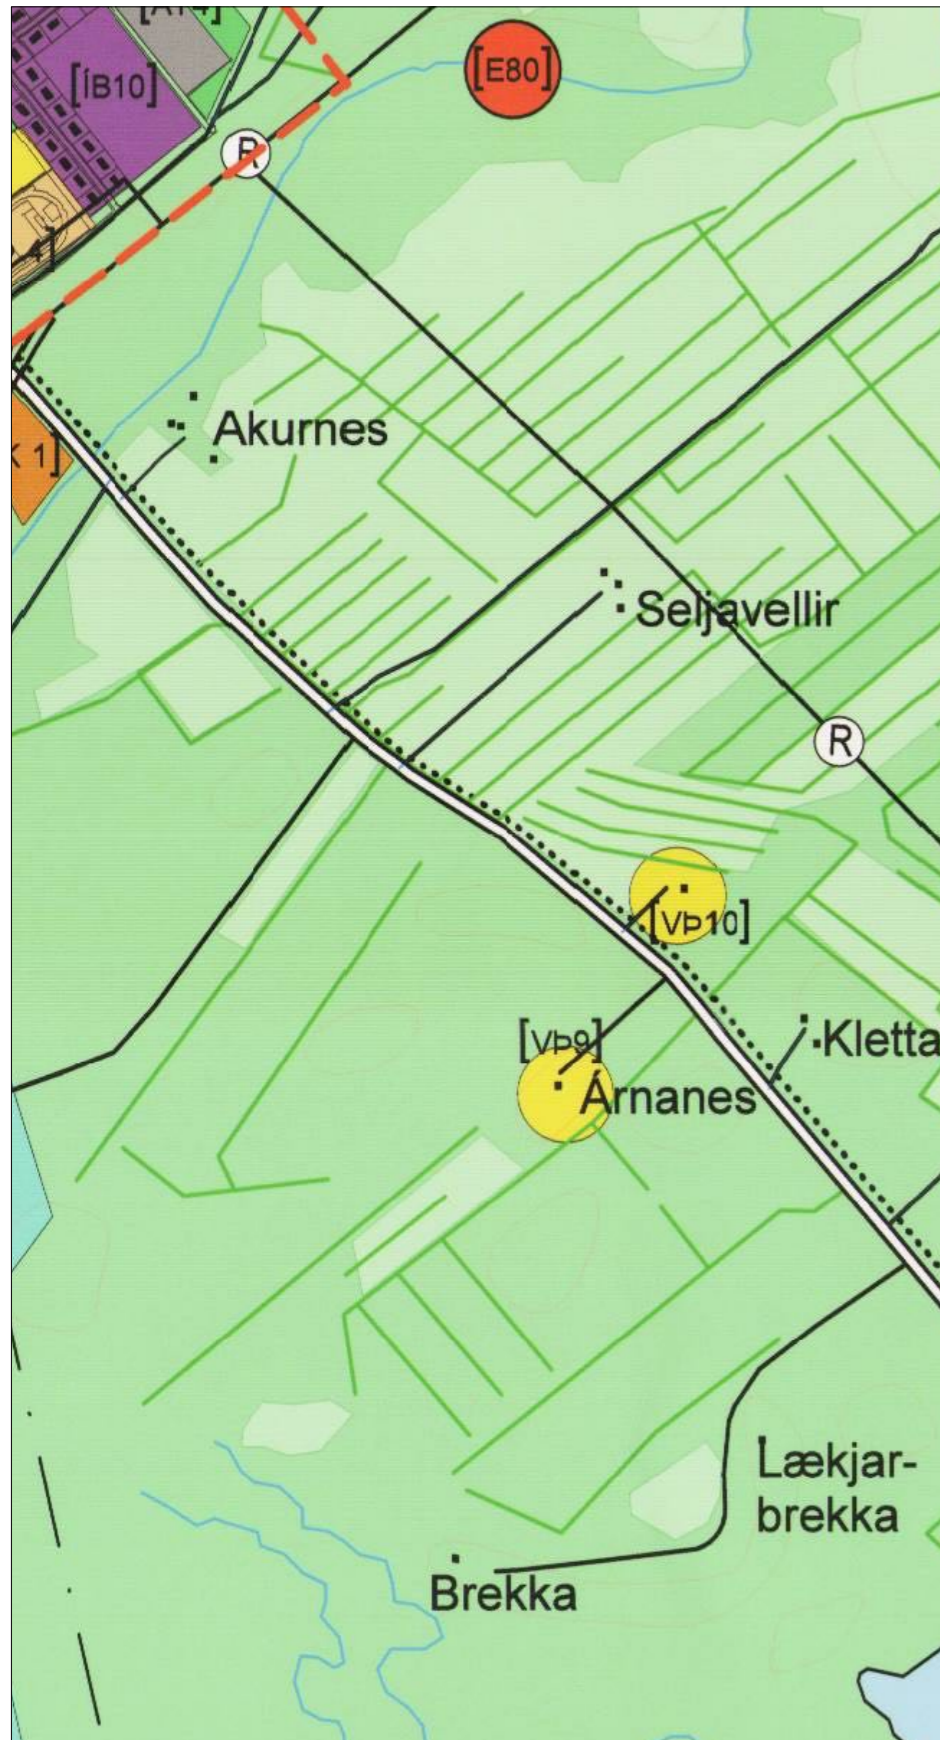 [ÍB10]
[E80]
R
Akurnes
Seljavellir
R
[VÞ10]
[VÞ9]
Kletta
Árnanes
Lækjar-
brekka
Brekka